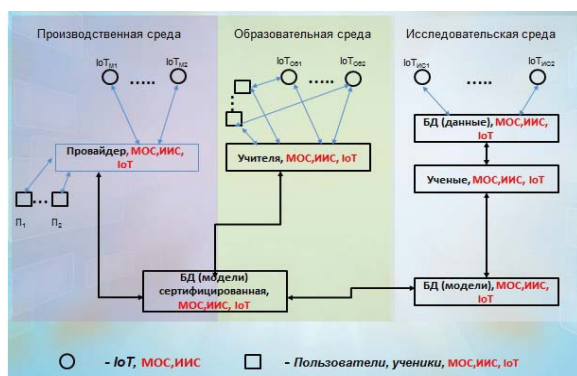 Производственная среда
Образовательная среда
Исследовательская среда
IoTМ1 ..... IoTМ2
IoTОБ1 ..... IoTОБ2
IoTИС1 ..... IoTИС2
Провайдер, МОС,ИИС,
IoT
Учителя, МОС,ИИС, IoT
БД (данные), МОС,ИИС,
IoT
Ученые, МОС,ИИС, IoT
П1 ... П2
БД (модели)
сертифицированная,
МОС,ИИС, IoT
БД (модели), МОС,ИИС,
IoT
- IoT, МОС,ИИС
- Пользователи, ученики, МОС,ИИС, IoT